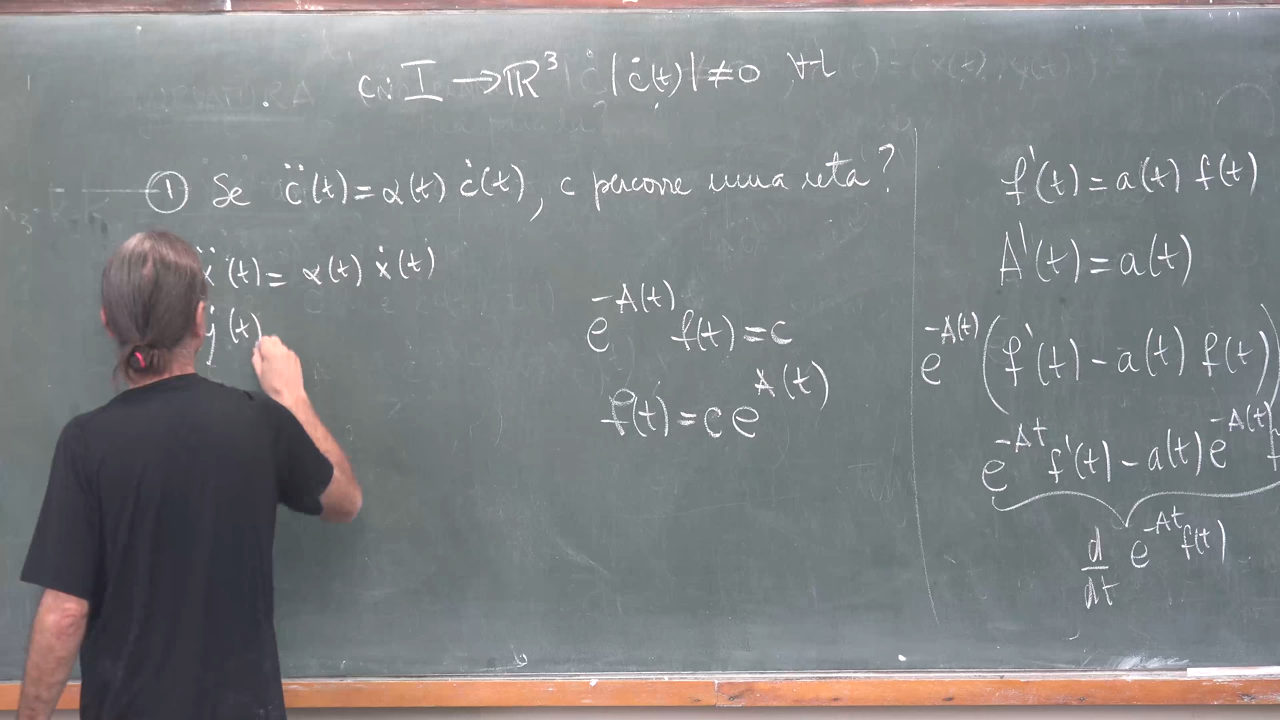 c: I → ℝ³ |ċ(t)| ≠ 0 ∀t
① Se c̈(t) = α(t) ċ(t), c percorre uma reta?
ẍ(t) = α(t) ẋ(t)
ÿ(t)
e^{-A(t)} f(t) = c
f(t) = c e^{A(t)}
f'(t) = a(t) f(t)
A'(t) = a(t)
e^{-A(t)} (f'(t) - a(t) f(t))
e^{-At} f'(t) - a(t) e^{-A(t)} f
d/dt e^{-At} f(t)